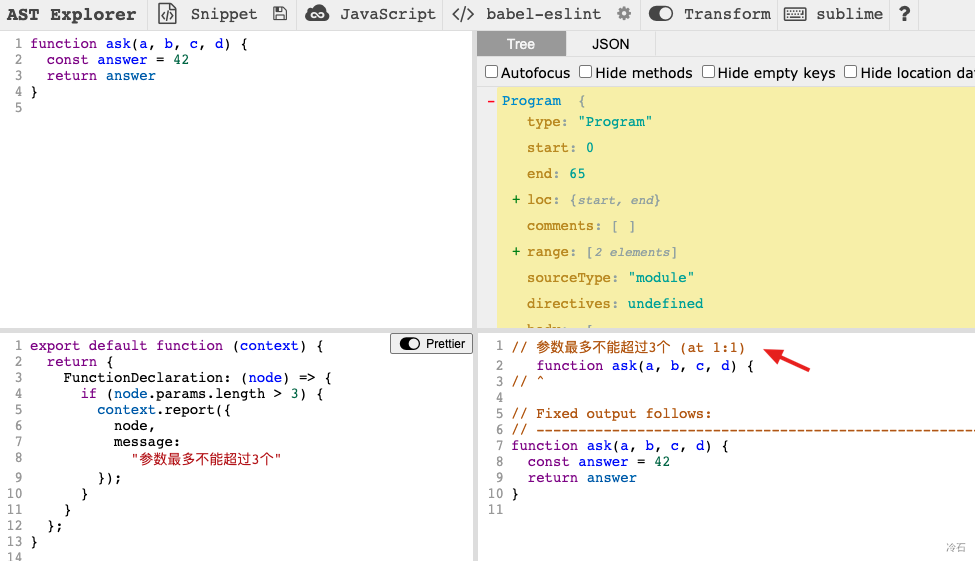 AST Explorer Snippet JavaScript </> babel-eslint Transform sublime ?
1 function ask(a, b, c, d) {
2   const answer = 42
3   return answer
4 }
5
Tree JSON
Autofocus Hide methods Hide empty keys Hide location da
- Program {
type: "Program"
start: 0
end: 65
+ loc: {start, end}
comments: [ ]
+ range: [2 elements]
sourceType: "module"
directives: undefined
1 export default function (context) {
2   return {
3     FunctionDeclaration: (node) => {
4       if (node.params.length > 3) {
5         context.report({
6           node,
7           message:
8             "参数最多不能超过3个"
9         });
10       }
11     }
12   };
13 }
14
Prettier
1 // 参数最多不能超过3个 (at 1:1)
2    function ask(a, b, c, d) {
3 // ^
4
5 // Fixed output follows:
6 // --------------------------------------------------------
7 function ask(a, b, c, d) {
8   const answer = 42
9   return answer
10 }
11
冷石